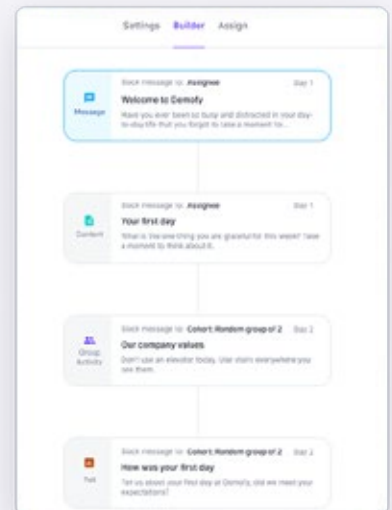 Settings Builder Assign
Slack message to: Assignee Day 1
Message
Welcome to Demofy
Have you ever been so busy and distracted in your day-
to-day life that you forgot to take a moment to...
Slack message to: Assignee Day 1
Content
Your first day
What is the one thing you are grateful for this week? Take
a moment to think about it.
Slack message to: Cohort: Random group of 2 Day 2
Group
Activity
Our company values
Don't use an elevator today. Use stairs everywhere you
see them.
Slack message to: Cohort: Random group of 2 Day 2
Poll
How was your first day
Tell us about your first day at Demofy, did we meet your
expectations?